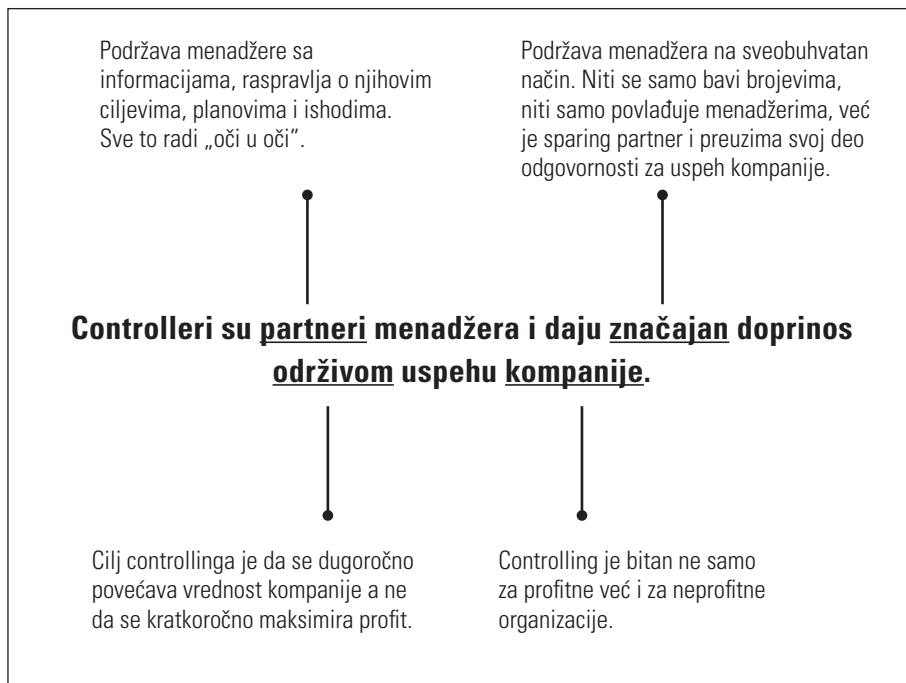 Podržava menadžere sa
informacijama, raspravlja o njihovim
ciljevima, planovima i ishodima.
Sve to radi „oči u oči”.
Podržava menadžera na sveobuhvatan
način. Niti se samo bavi brojevima,
niti samo povlađuje menadžerima, već
je sparing partner i preuzima svoj deo
odgovornosti za uspeh kompanije.
Controlleri su partneri menadžera i daju značajan doprinos
održivom uspehu kompanije.
Cilj controllinga je da se dugoročno
povećava vrednost kompanije a ne
da se kratkoročno maksimira profit.
Controlling je bitan ne samo
za profitne već i za neprofitne
organizacije.